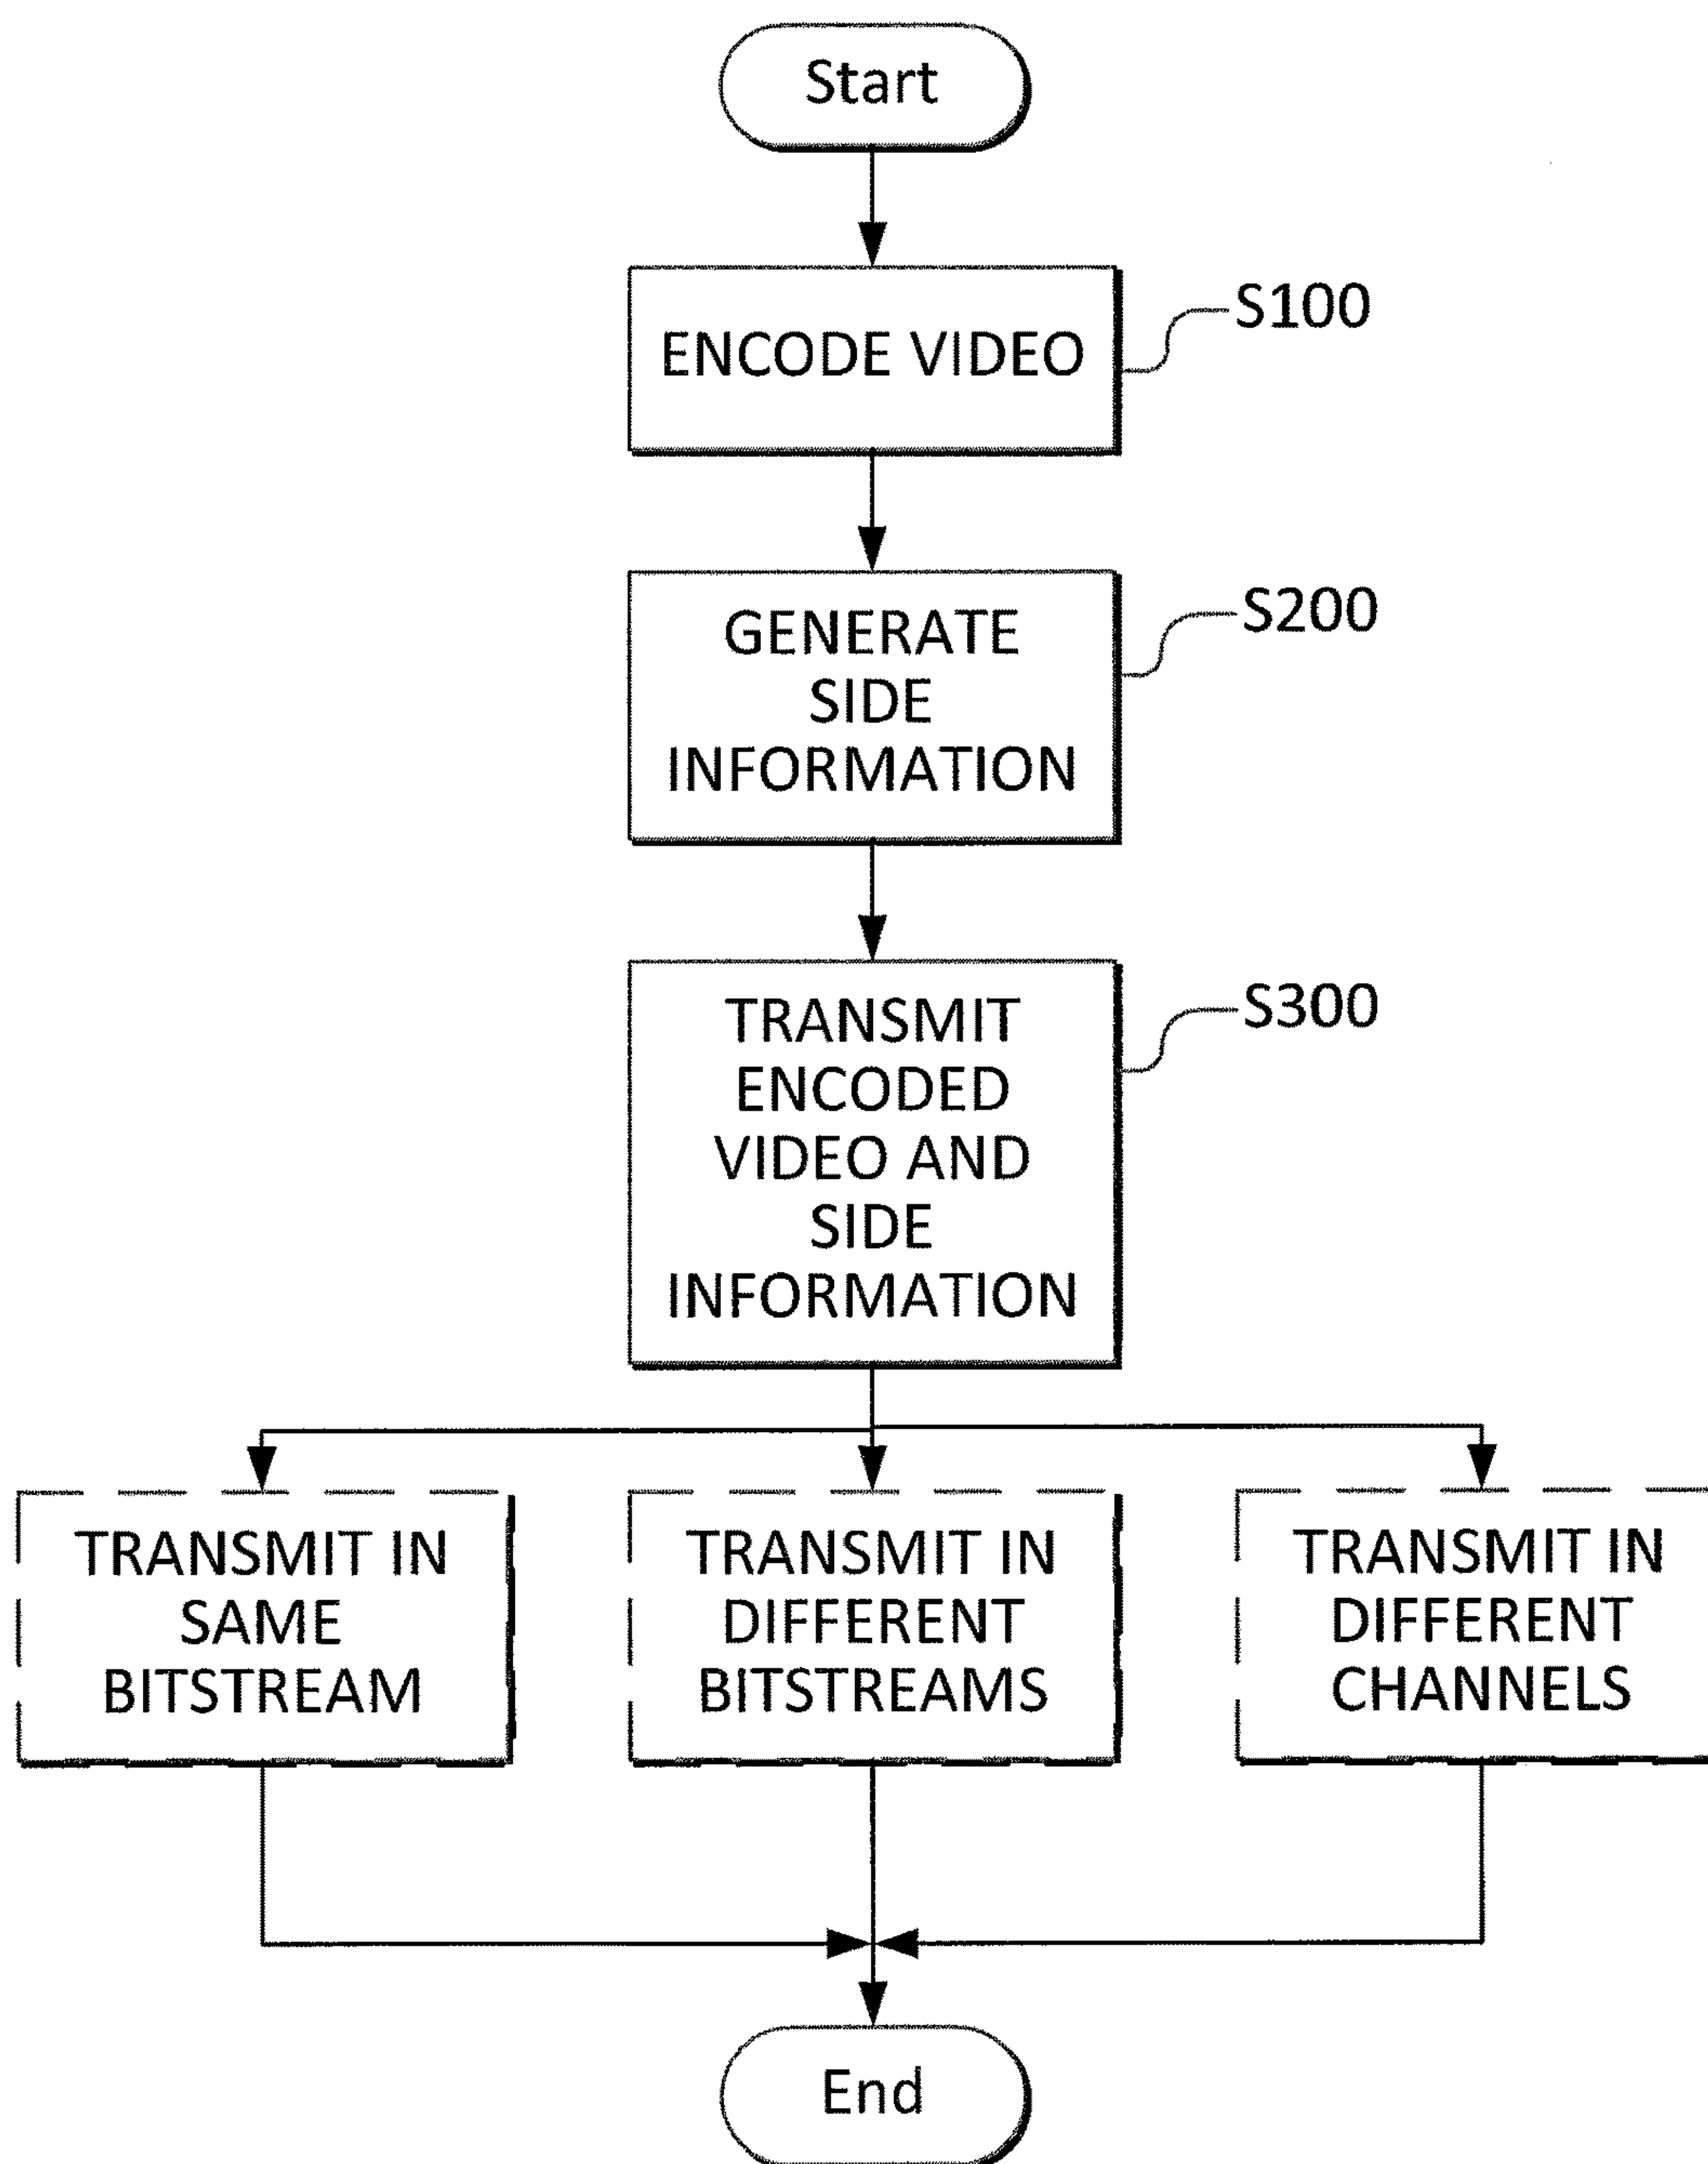 Start
ENCODE VIDEO
S100
GENERATE
SIDE
INFORMATION
S200
TRANSMIT
ENCODED
VIDEO AND
SIDE
INFORMATION
S300
TRANSMIT IN
SAME
BITSTREAM
TRANSMIT IN
DIFFERENT
BITSTREAMS
TRANSMIT IN
DIFFERENT
CHANNELS
End